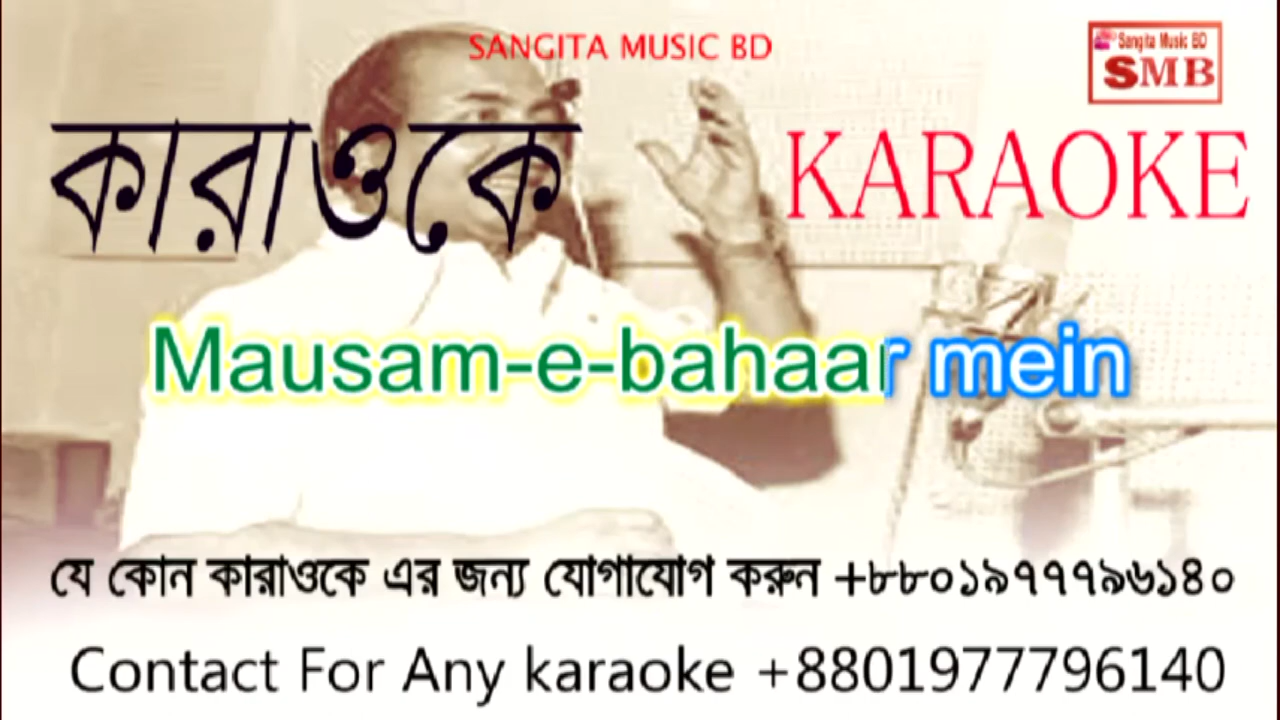 SANGITA MUSIC BD
Sangita Music BD
SMB
কারাওকে
KARAOKE
Mausam-e-bahaar mein
যে কোন কারাওকে এর জন্য যোগাযোগ করুন +৮৮০১৯৭৭৭৯৬১৪০
Contact For Any karaoke +8801977796140